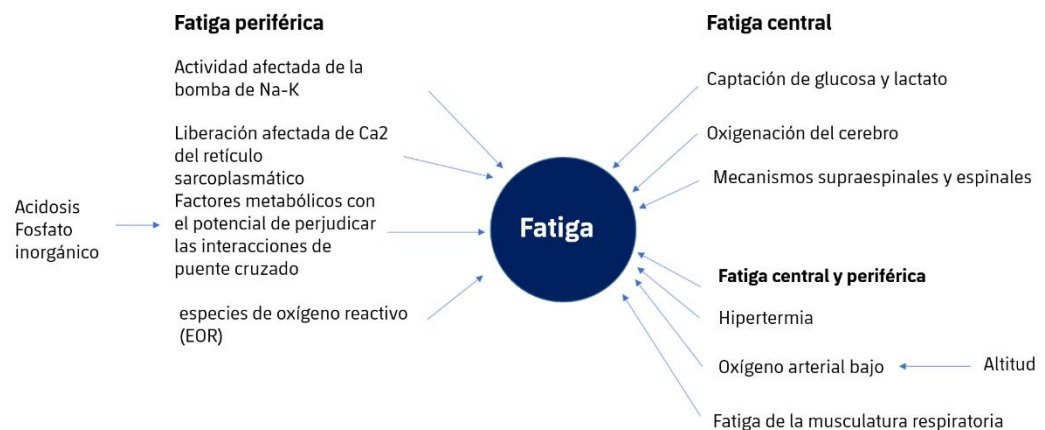 Fatiga periférica
Actividad afectada de la
bomba de Na-K
Liberación afectada de Ca2
del retículo
sarcoplasmático
Factores metabólicos con
el potencial de perjudicar
las interacciones de
puente cruzado
Acidosis
Fosfato
inorgánico
especies de oxígeno reactivo
(EOR)
Fatiga
Fatiga central
Captación de glucosa y lactato
Oxigenación del cerebro
Mecanismos supraespinales y espinales
Fatiga central y periférica
Hipertermia
Oxígeno arterial bajo
Altitud
Fatiga de la musculatura respiratoria